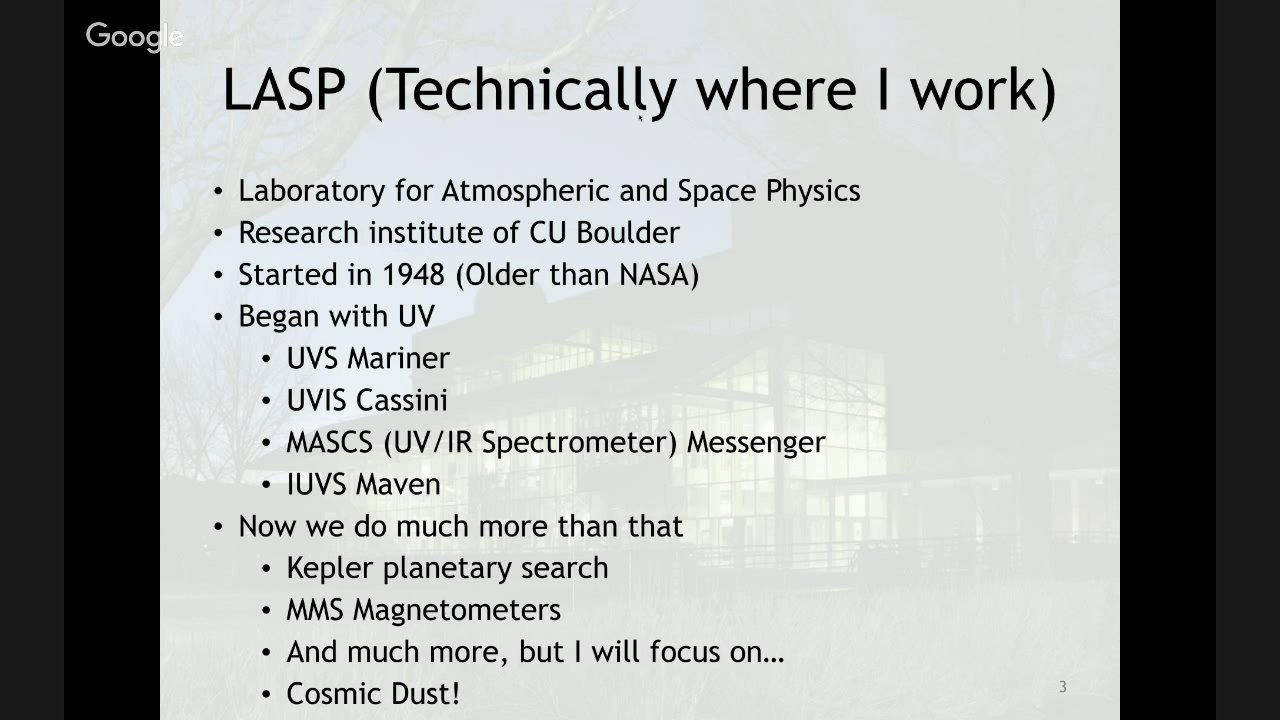 Google
LASP (Technically where I work)
• Laboratory for Atmospheric and Space Physics
• Research institute of CU Boulder
• Started in 1948 (Older than NASA)
• Began with UV
• UVS Mariner
• UVIS Cassini
• MASCS (UV/IR Spectrometer) Messenger
• IUVS Maven
• Now we do much more than that
• Kepler planetary search
• MMS Magnetometers
• And much more, but I will focus on…
• Cosmic Dust!
3